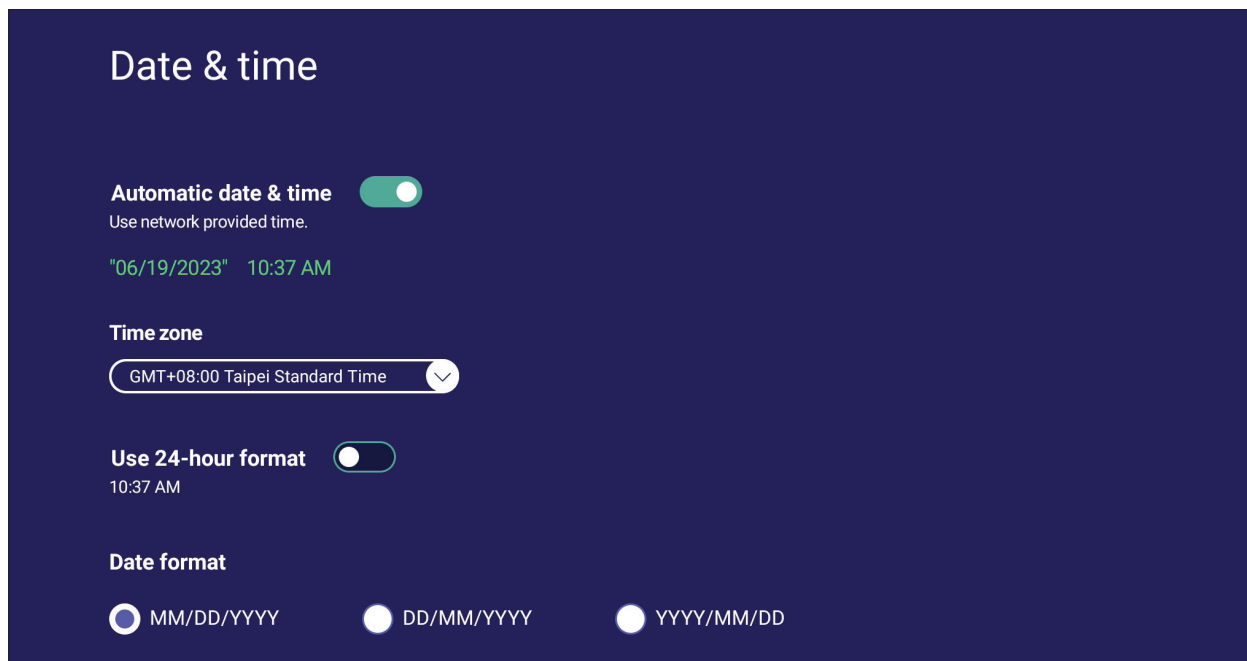 Date & time
Automatic date & time
Use network provided time.
"06/19/2023" 10:37 AM
Time zone
GMT+08:00 Taipei Standard Time
Use 24-hour format
10:37 AM
Date format
MM/DD/YYYY DD/MM/YYYY YYYY/MM/DD